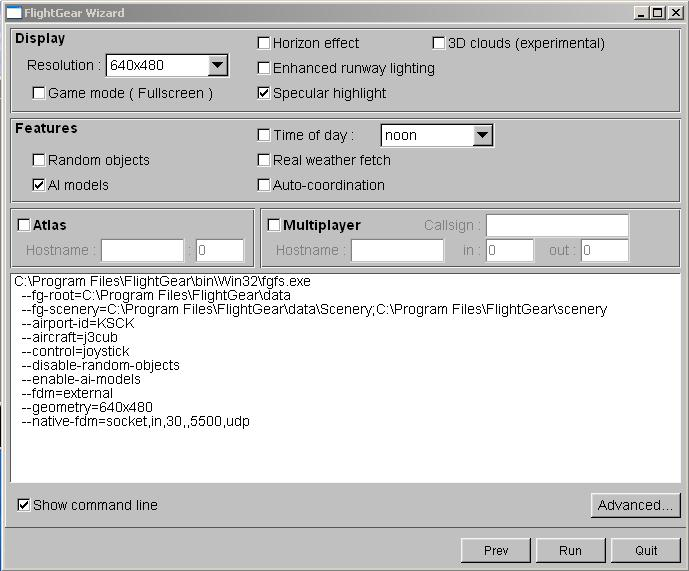 FlightGear Wizard
Display
Horizon effect
3D clouds (experimental)
Resolution : 640x480
Enhanced runway lighting
Game mode ( Fullscreen )
Specular highlight
Features
Time of day : noon
Random objects
Real weather fetch
AI models
Auto-coordination
Atlas
Multiplayer
Callsign :
Hostname : : 0
Hostname : in : 0 out : 0
C:\Program Files\FlightGear\bin\Win32\fgfs.exe
--fg-root=C:\Program Files\FlightGear\data
--fg-scenery=C:\Program Files\FlightGear\data\Scenery;C:\Program Files\FlightGear\scenery
--airport-id=KSCK
--aircraft=j3cub
--control=joystick
--disable-random-objects
--enable-ai-models
--fdm=external
--geometry=640x480
--native-fdm=socket,in,30,,5500,udp
Show command line
Advanced...
Prev
Run
Quit